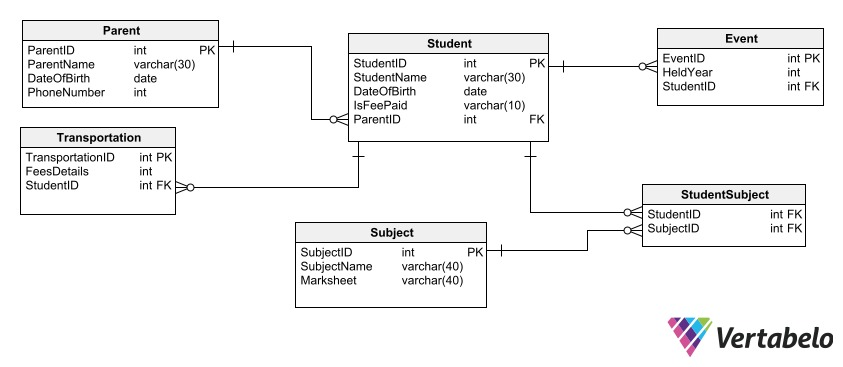 Parent
ParentID int PK
ParentName varchar(30)
DateOfBirth date
PhoneNumber int
Student
StudentID int PK
StudentName varchar(30)
DateOfBirth date
IsFeePaid varchar(10)
ParentID int FK
Event
EventID int PK
HeldYear int
StudentID int FK
Transportation
TransportationID int PK
FeesDetails int
StudentID int FK
Subject
SubjectID int PK
SubjectName varchar(40)
Marksheet varchar(40)
StudentSubject
StudentID int FK
SubjectID int FK
Vertabelo